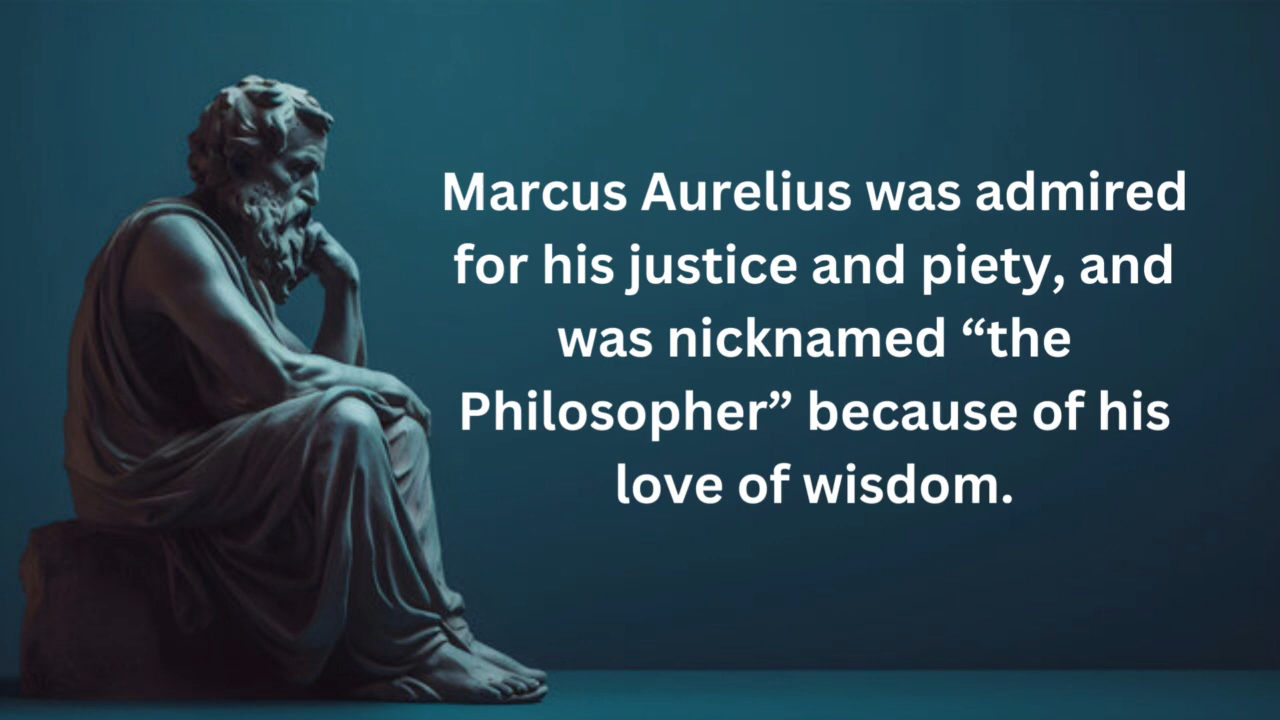 Marcus Aurelius was admired
for his justice and piety, and
was nicknamed “the
Philosopher” because of his
love of wisdom.